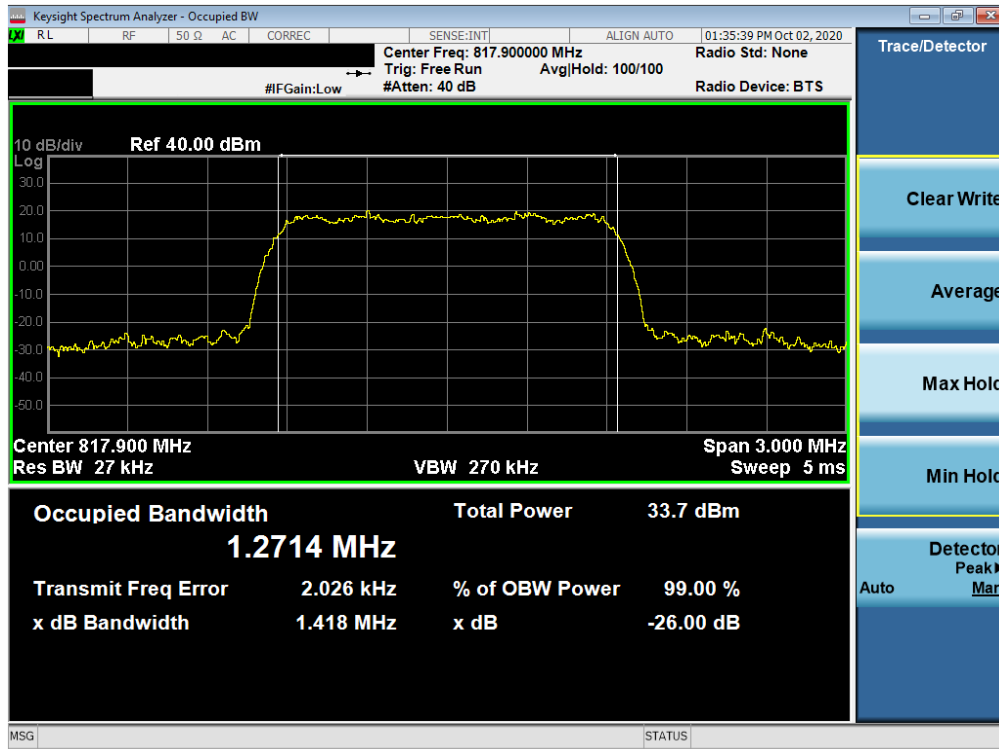 Keysight Spectrum Analyzer - Occupied BW
LXI RL RF 50 Ω AC CORREC SENSE:INT ALIGN AUTO 01:35:39 PM Oct 02, 2020
Center Freq: 817.900000 MHz Radio Std: None
Trig: Free Run Avg|Hold: 100/100
#IFGain:Low #Atten: 40 dB Radio Device: BTS
10 dB/div Ref 40.00 dBm
Log
30.0
20.0
10.0
0.00
-10.0
-20.0
-30.0
-40.0
-50.0
Center 817.900 MHz Span 3.000 MHz
Res BW 27 kHz VBW 270 kHz Sweep 5 ms
Occupied Bandwidth Total Power 33.7 dBm
1.2714 MHz
Transmit Freq Error 2.026 kHz % of OBW Power 99.00 %
x dB Bandwidth 1.418 MHz x dB -26.00 dB
MSG STATUS
Trace/Detector
Clear Write
Average
Max Hold
Min Hold
Detector
Peak
Auto Man